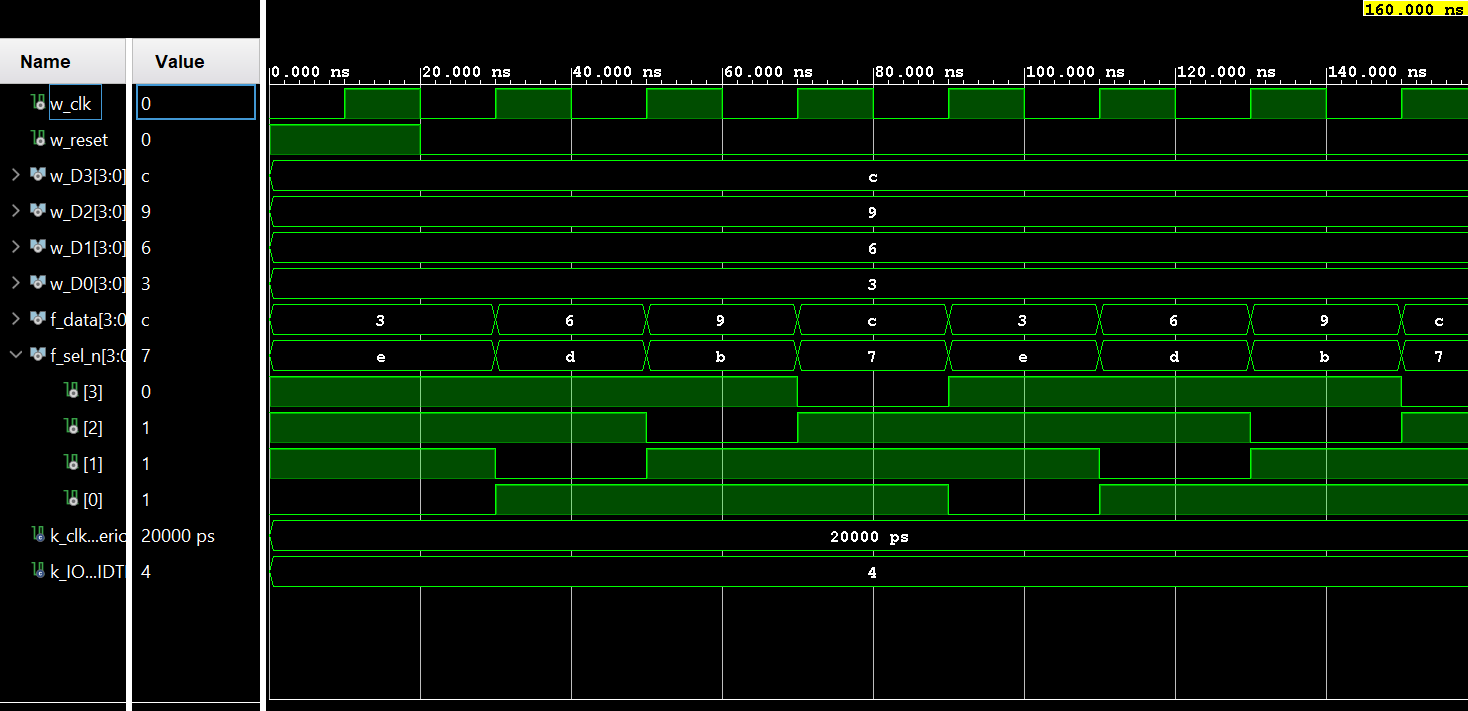 160.000 ns
Name Value
0.000 ns 20.000 ns 40.000 ns 60.000 ns 80.000 ns 100.000 ns 120.000 ns 140.000 ns
w_clk 0
w_reset 0
w_D3[3:0] c c
w_D2[3:0] 9 9
w_D1[3:0] 6 6
w_D0[3:0] 3 3
f_data[3:0 c 3 6 9 c 3 6 9 c
f_sel_n[3:0 7 e d b 7 e d b 7
[3] 0
[2] 1
[1] 1
[0] 1
k_clk...eric 20000 ps 20000 ps
k_IO...IDTH 4 4